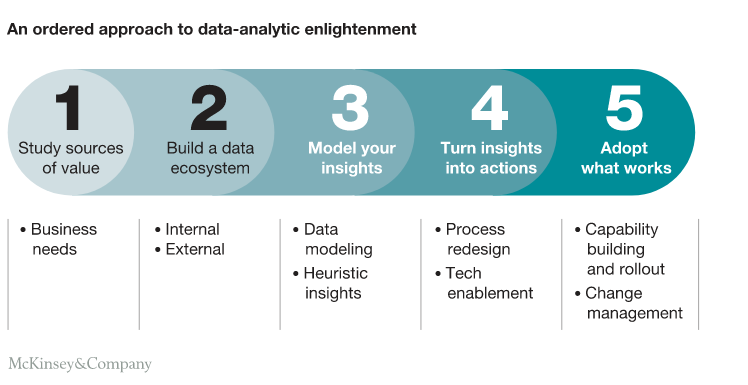 An ordered approach to data-analytic enlightenment
1
Study sources
of value
2
Build a data
ecosystem
3
Model your
insights
4
Turn insights
into actions
5
Adopt
what works
• Business
needs
• Internal
• External
• Data
modeling
• Heuristic
insights
• Process
redesign
• Tech
enablement
• Capability
building
and rollout
• Change
management
McKinsey&Company